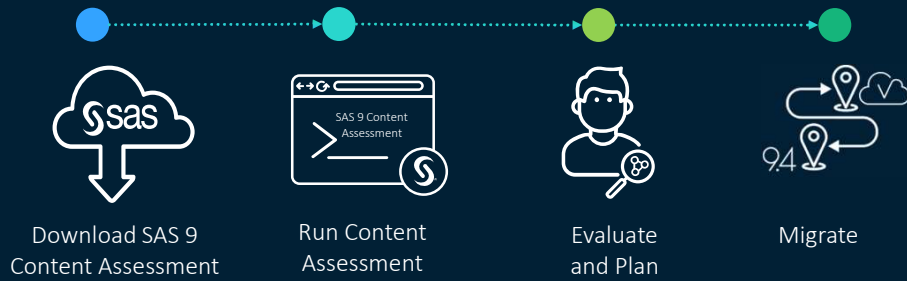 sas
SAS 9 Content
Assessment
V
9.4
Download SAS 9
Content Assessment
Run Content
Assessment
Evaluate
and Plan
Migrate